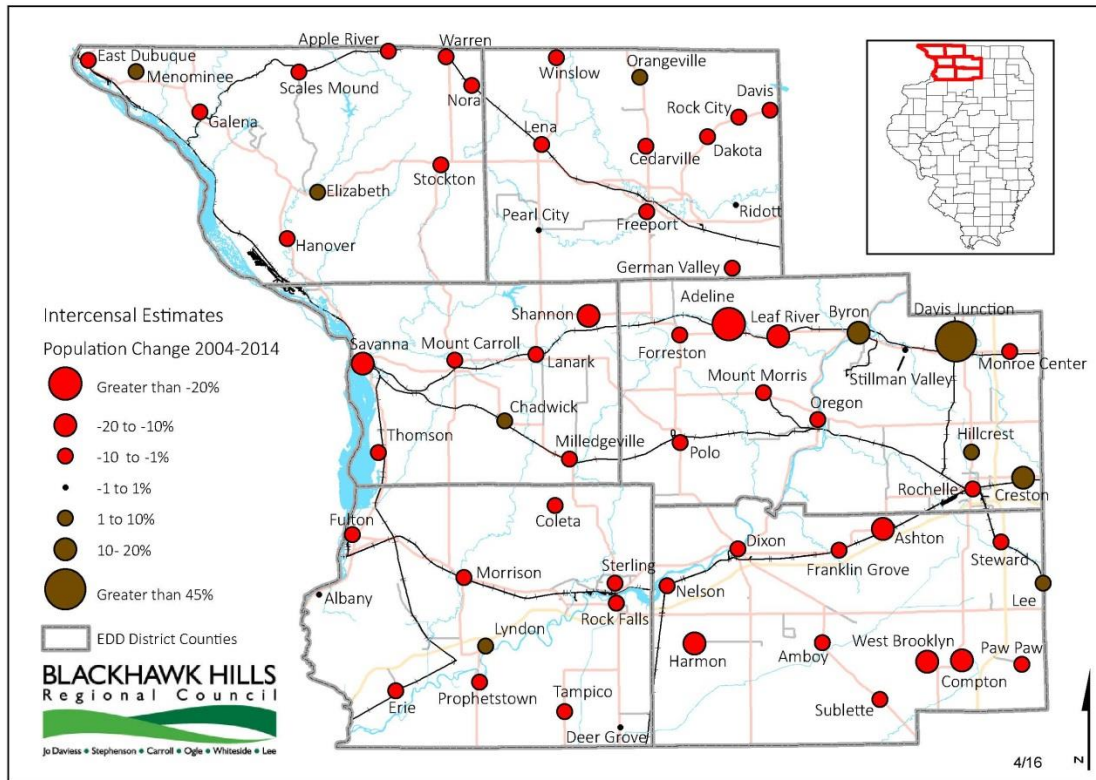 East Dubuque
Menominee
Apple River
Warren
Scales Mound
Nora
Galena
Elizabeth
Stockton
Hanover
Winslow
Orangeville
Davis
Rock City
Lena
Cedarville
Dakota
Pearl City
Ridott
Freeport
German Valley
Intercensal Estimates
Population Change 2004-2014
Greater than -20%
-20 to -10%
-10 to -1%
-1 to 1%
1 to 10%
10- 20%
Greater than 45%
EDD District Counties
BLACKHAWK HILLS
Regional Council
Jo Daviess • Stephenson • Carroll • Ogle • Whiteside • Lee
Shannon
Savanna
Mount Carroll
Lanark
Chadwick
Thomson
Milledgeville
Adeline
Leaf River
Byron
Davis Junction
Forreston
Stillman Valley
Monroe Center
Mount Morris
Oregon
Hillcrest
Polo
Rochelle
Creston
Fulton
Coleta
Morrison
Sterling
Albany
Rock Falls
Lyndon
Erie
Prophetstown
Tampico
Deer Grove
Dixon
Ashton
Franklin Grove
Steward
Nelson
Lee
Harmon
Amboy
West Brooklyn
Paw Paw
Compton
Sublette
4/16
N